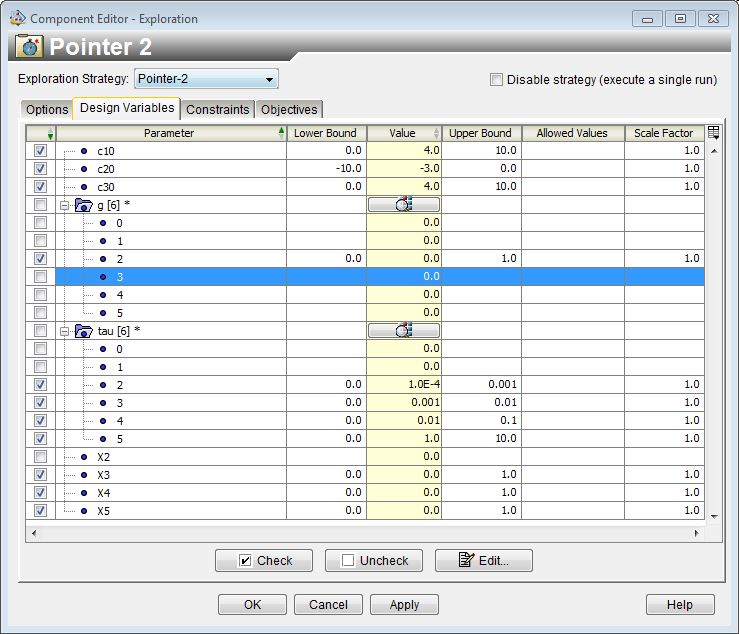 Component Editor - Exploration
Pointer 2
Exploration Strategy: Pointer-2 Disable strategy (execute a single run)
Options Design Variables Constraints Objectives
Parameter Lower Bound Value Upper Bound Allowed Values Scale Factor
c10 0.0 4.0 10.0 1.0
c20 -10.0 -3.0 0.0 1.0
c30 0.0 4.0 10.0 1.0
g [6] *
0 0.0
1 0.0
2 0.0 0.0 1.0 1.0
3 0.0
4 0.0
5 0.0
tau [6] *
0 0.0
1 0.0
2 0.0 1.0E-4 0.001 1.0
3 0.0 0.001 0.01 1.0
4 0.0 0.01 0.1 1.0
5 0.0 1.0 10.0 1.0
X2 0.0
X3 0.0 0.0 1.0 1.0
X4 0.0 0.0 1.0 1.0
X5 0.0 0.0 1.0 1.0
Check Uncheck Edit...
OK Cancel Apply Help